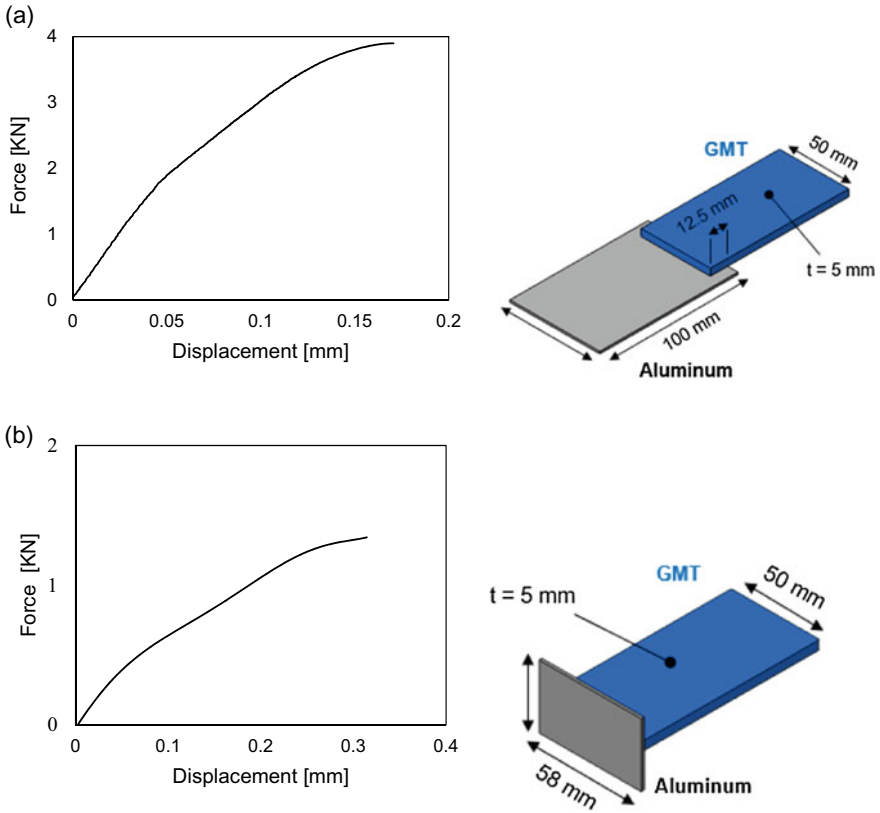 (a)
4
3
2
1
0
Force [KN]
0
0.05
0.1
0.15
0.2
Displacement [mm]
GMT
50 mm
12.5 mm
t = 5 mm
100 mm
Aluminum
(b)
2
1
0
Force [KN]
0
0.1
0.2
0.3
0.4
Displacement [mm]
GMT
50 mm
t = 5 mm
58 mm
Aluminum